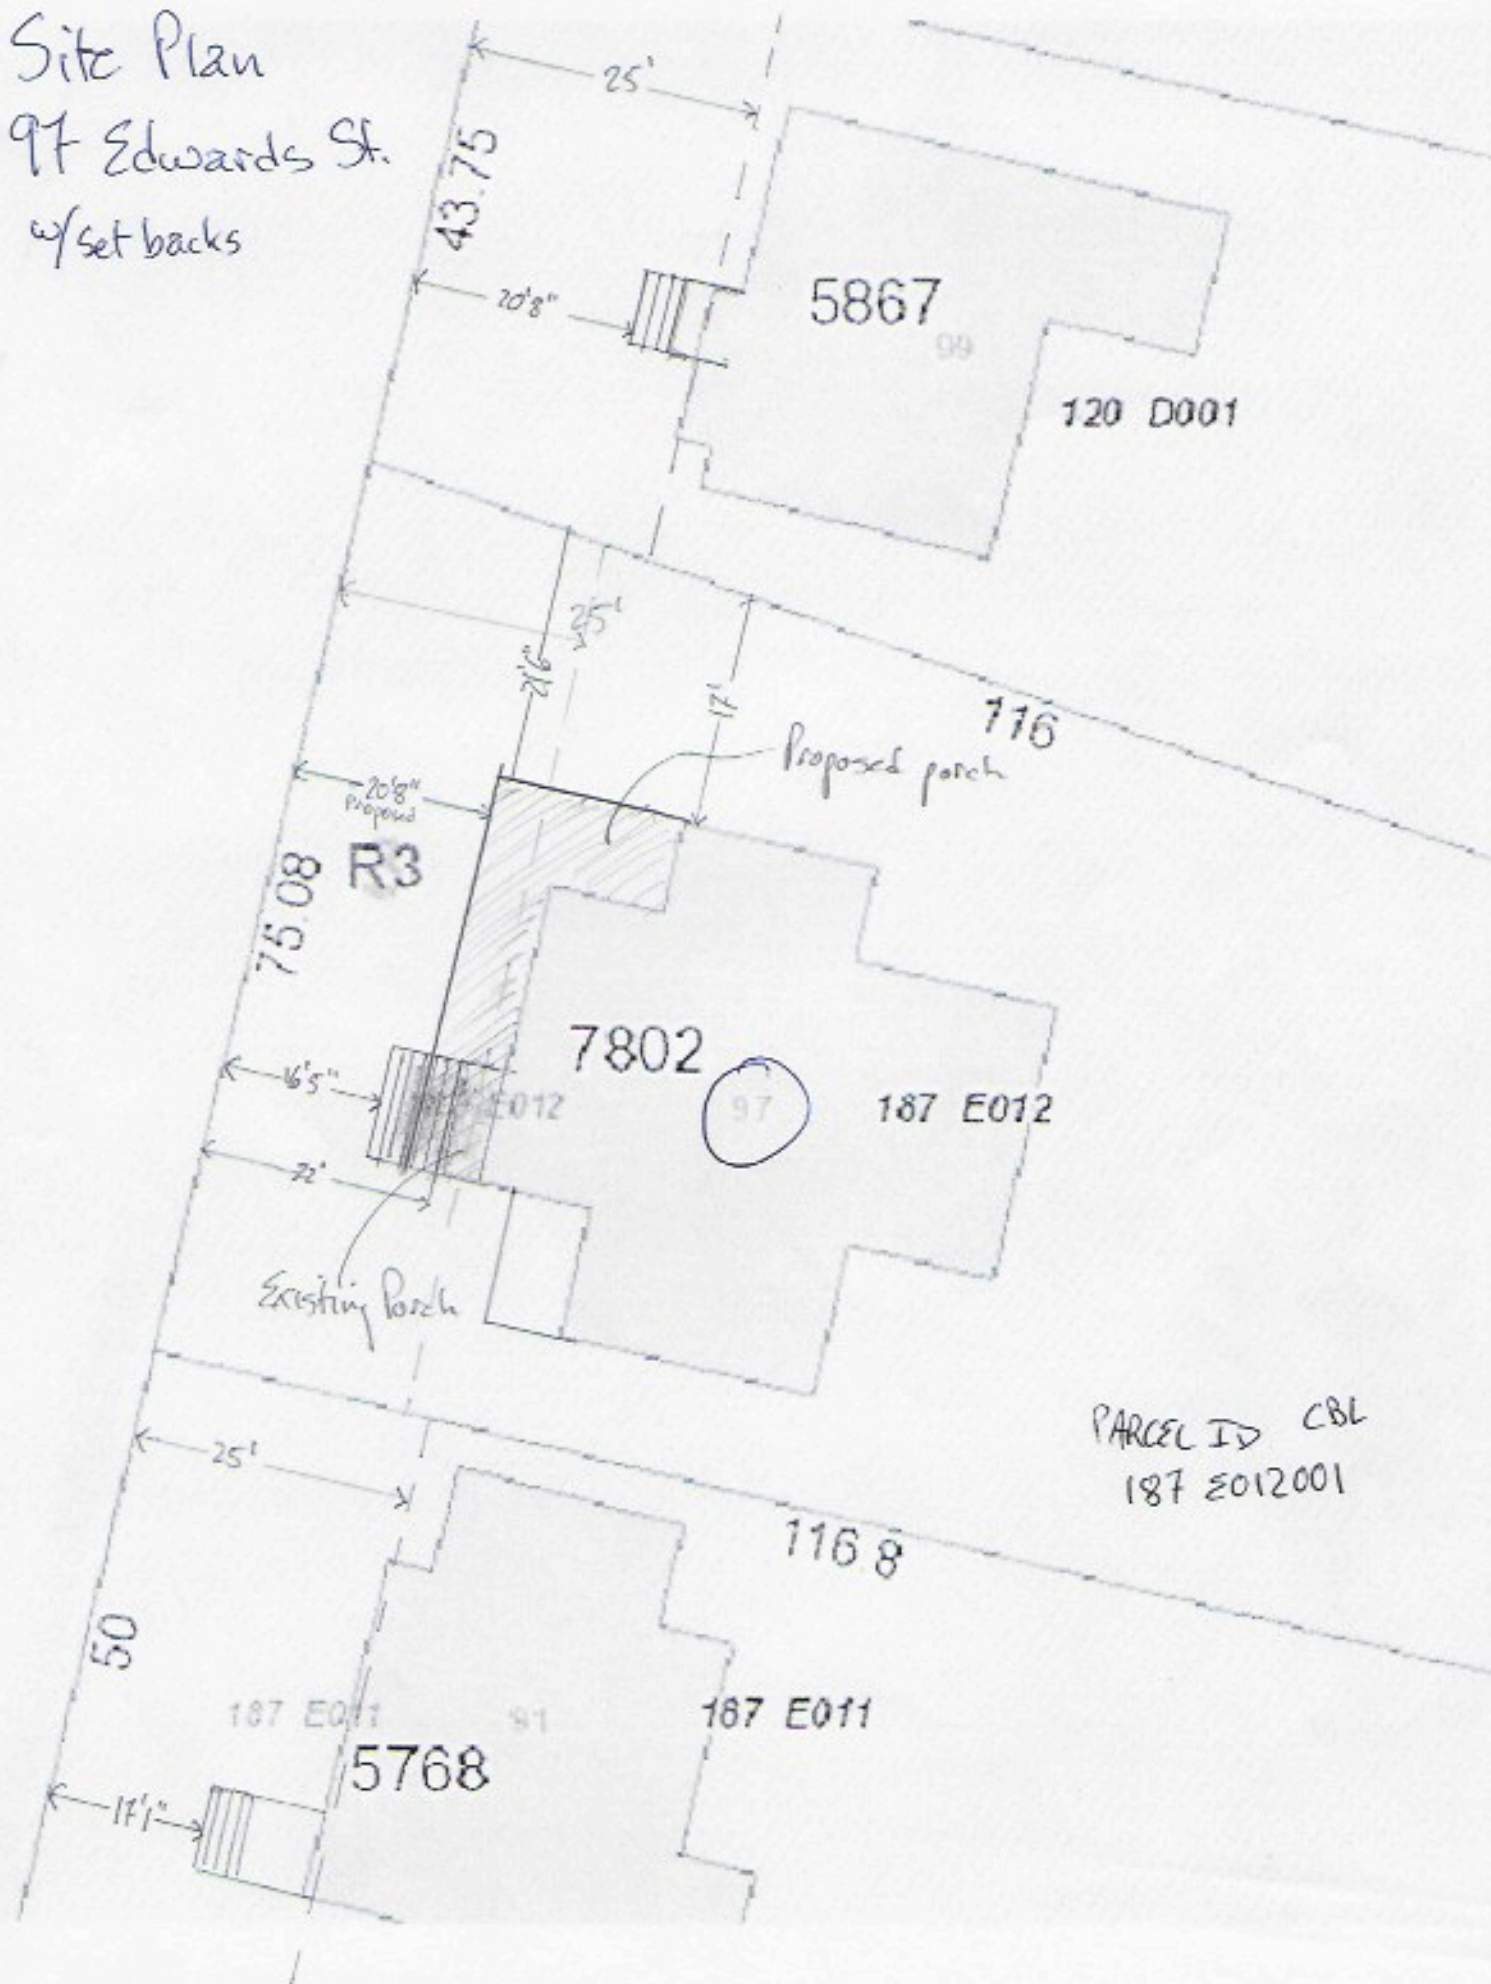 Site Plan
97 Edwards St.
w/ set backs
25'
43.75
20'8"
5867
99
120 D001
25'
21'6"
17'
116
Proposed porch
20'8"
Proposed
R3
75.08
7802
16'5"
E012
97
187 E012
22'
Existing Porch
PARCEL ID CBL
187 E012001
25'
116 8
50
187 E011
91
187 E011
5768
17'1"